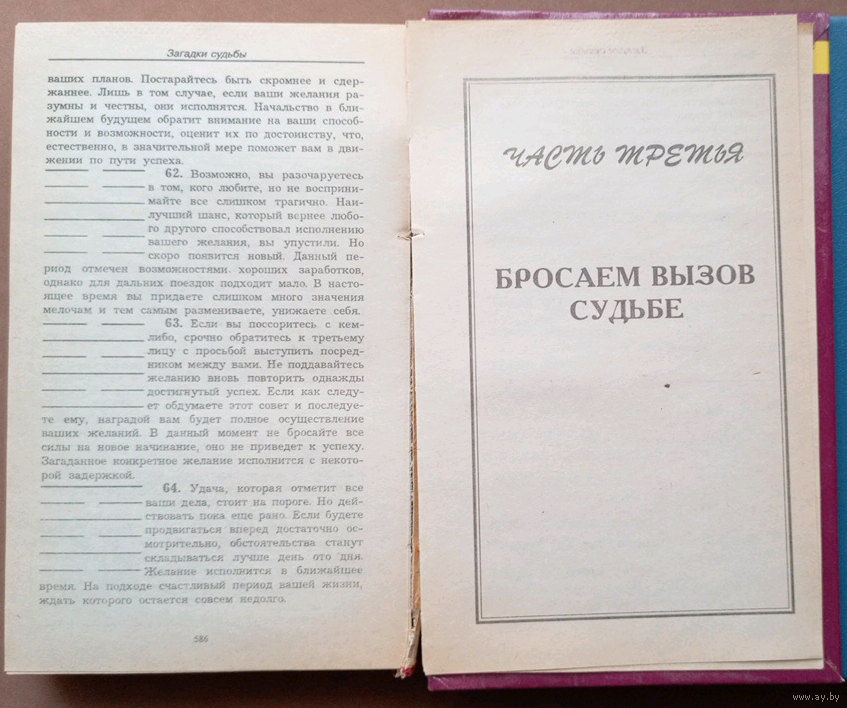 Загадки судьбы
ваших планов. Постарайтесь быть скромнее и сдер-
жаннее. Лишь в том случае, если ваши желания ра-
зумны и честны, они исполнятся. Начальство в бли-
жайшем будущем обратит внимание на ваши способ-
ности и возможности, оценит их по достоинству, что,
естественно, в значительной мере поможет вам в дви-
жении по пути успеха.
62. Возможно, вы разочаруетесь
в том, кого любите, но не восприни-
майте все слишком трагично. Наи-
лучший шанс, который вернее любо-
го другого способствовал исполнению
вашего желания, вы упустили. Но
скоро появится новый. Данный пе-
риод отмечен возможностями хороших заработков,
однако для дальних поездок подходит мало. В насто-
ящее время вы придаете слишком много значения
мелочам и тем самым размениваете, унижаете себя.
63. Если вы поссоритесь с кем-
либо, срочно обратитесь к третьему
лицу с просьбой выступить посред-
ником между вами. Не поддавайтесь
желанию вновь повторить однажды
достигнутый успех. Если как следу-
ет обдумаете этот совет и последуе-
те ему, наградой вам будет полное осуществление
ваших желаний. В данный момент не бросайте все
силы на новое начинание, оно не приведет к успеху.
Загаданное конкретное желание исполнится с некото-
рой задержкой.
64. Удача, которая отметит все
ваши дела, стоит на пороге. Но дей-
ствовать пока еще рано. Если будете
продвигаться вперед достаточно ос-
мотрительно, обстоятельства станут
складываться лучше день ото дня.
Желание исполнится в ближайшее
время. На подходе счастливый период вашей жизни,
ждать которого остается совсем недолго.
586
ЧАСТЬ ТРЕТЬЯ
БРОСАЕМ ВЫЗОВ
СУДЬБЕ
www.ay.by